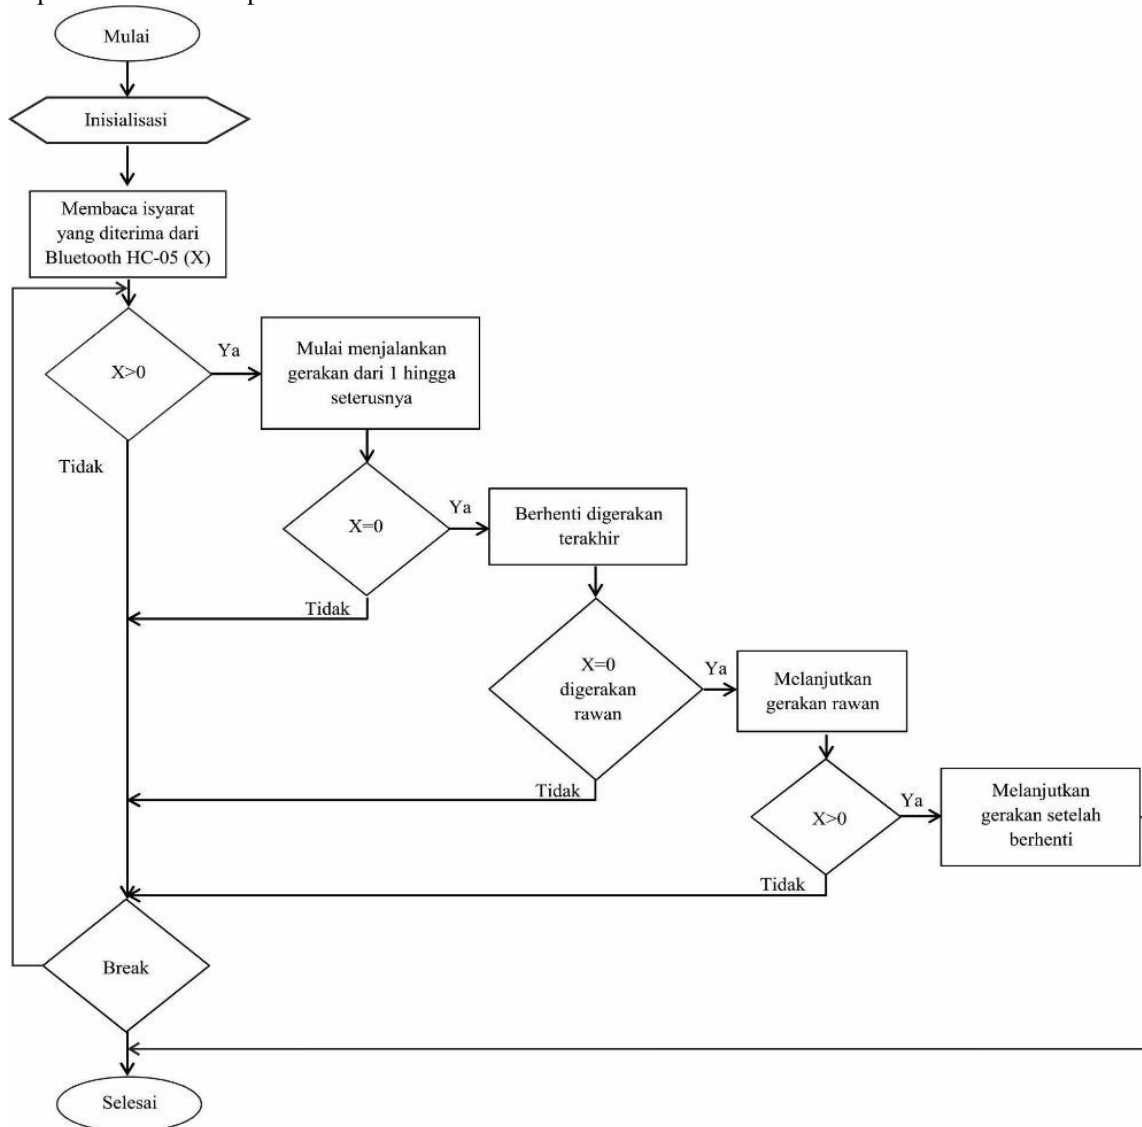 Mulai
Inisialisasi
Membaca isyarat
yang diterima dari
Bluetooth HC-05 (X)
X>0
Ya
Mulai menjalankan
gerakan dari 1 hingga
seterusnya
Tidak
X=0
Ya
Berhenti digerakan
terakhir
Tidak
X=0
digerakan
rawan
Ya
Melanjutkan
gerakan rawan
Tidak
X>0
Ya
Melanjutkan
gerakan setelah
berhenti
Tidak
Break
Selesai